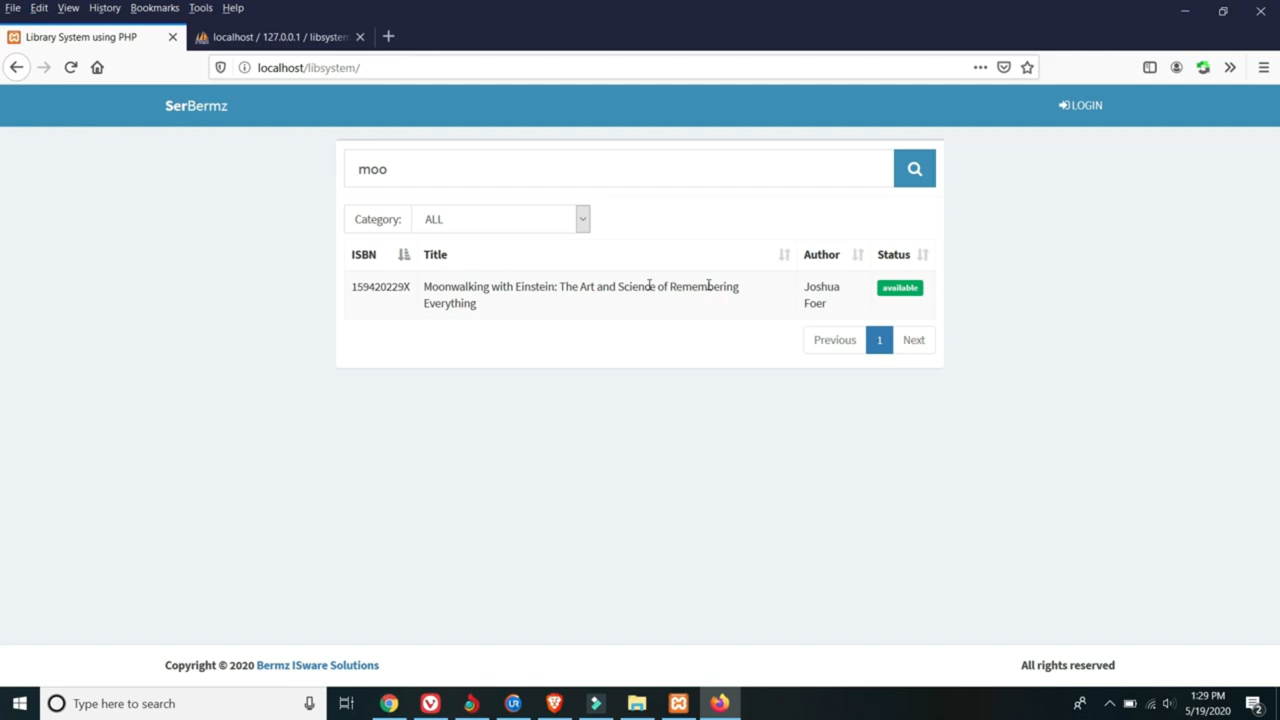 File Edit View History Bookmarks Tools Help
Library System using PHP
localhost / 127.0.0.1 / libsystem
localhost/libsystem/
SerBermz
LOGIN
moo
Category: ALL
ISBN Title Author Status
159420229X Moonwalking with Einstein: The Art and Science of Remembering Joshua available
Everything Foer
Previous 1 Next
Copyright © 2020 Bermz ISware Solutions All rights reserved
Type here to search
1:29 PM
5/19/2020
2